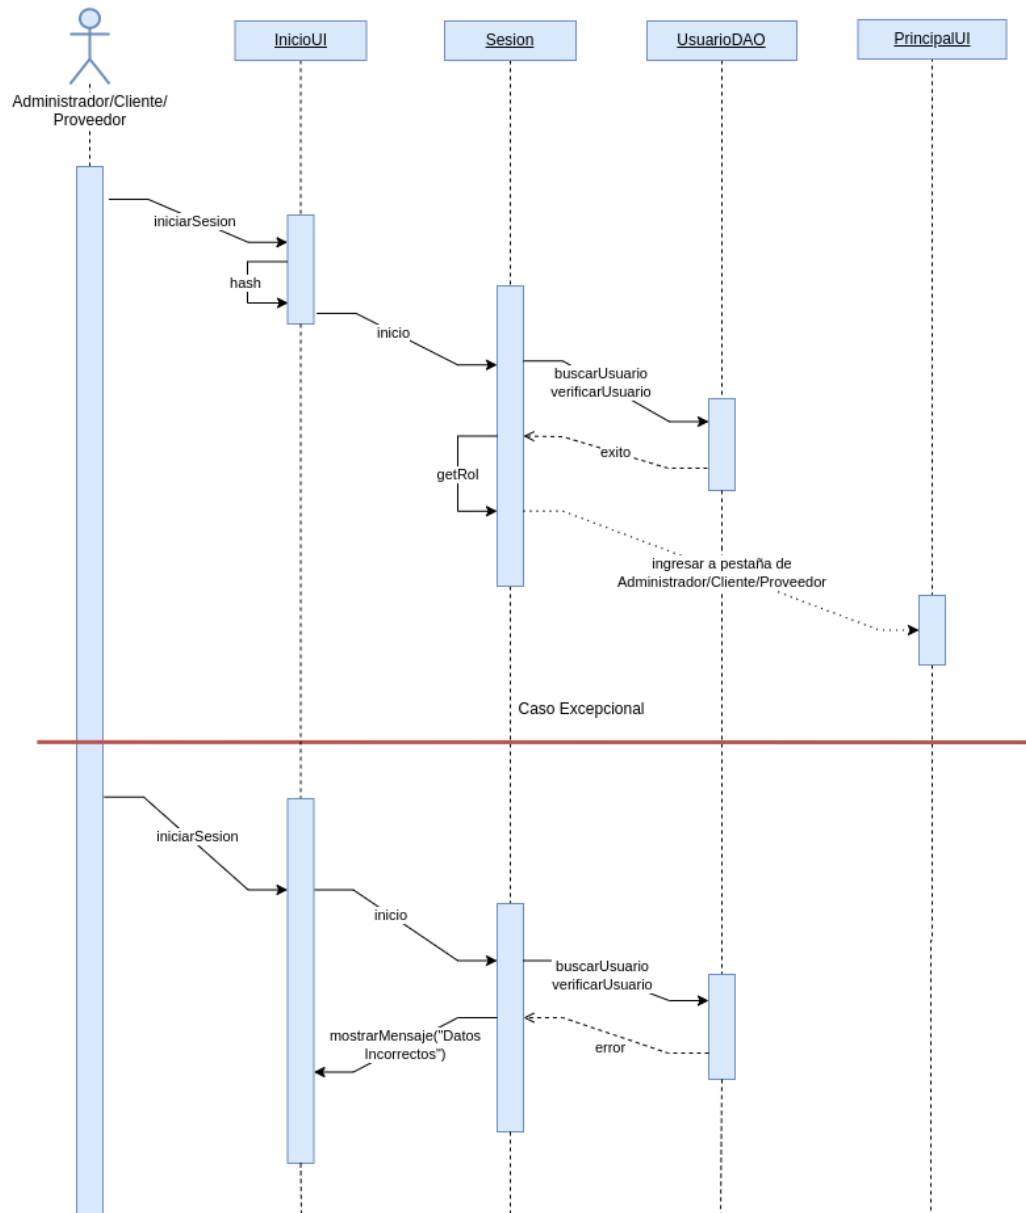 InicioUI
Sesion
UsuarioDAO
PrincipalUI
Administrador/Cliente/
Proveedor
iniciarSesion
hash
inicio
buscarUsuario
verificarUsuario
exito
getRol
ingresar a pestaña de
Administrador/Cliente/Proveedor
Caso Excepcional
iniciarSesion
inicio
buscarUsuario
verificarUsuario
mostrarMensaje("Datos
Incorrectos")
error